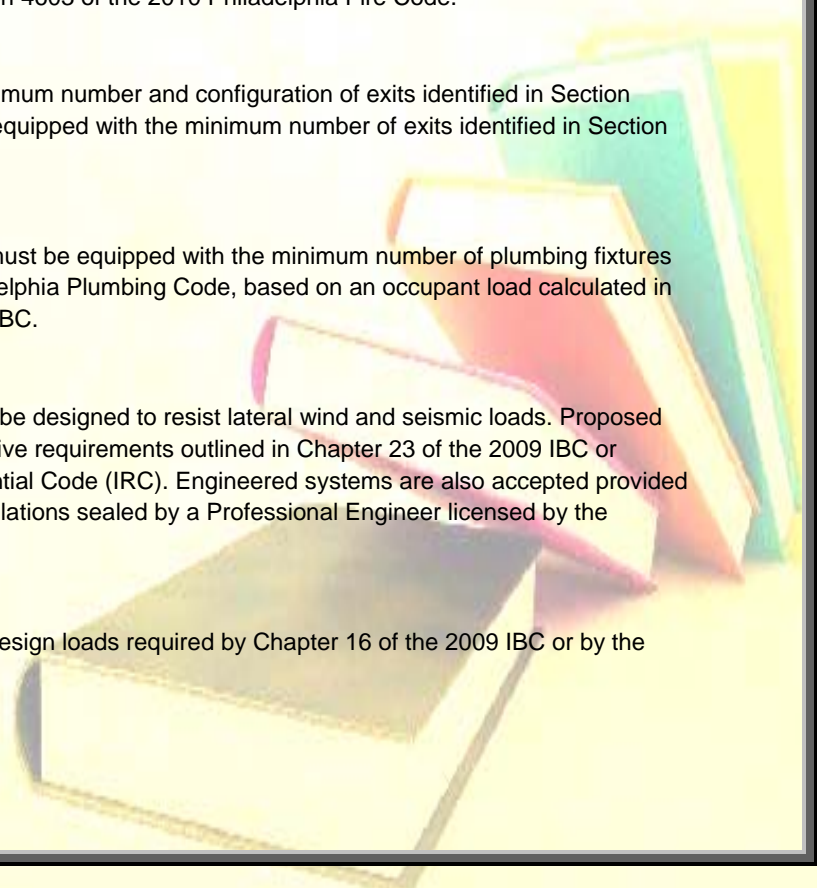 of the 2010 Philadelphia Fire Code.
mum number and configuration of exits identified in Section
equipped with the minimum number of exits identified in Section
must be equipped with the minimum number of plumbing fixtures
elphia Plumbing Code, based on an occupant load calculated in
BC.
be designed to resist lateral wind and seismic loads. Proposed
ive requirements outlined in Chapter 23 of the 2009 IBC or
ntial Code (IRC). Engineered systems are also accepted provided
lations sealed by a Professional Engineer licensed by the
esign loads required by Chapter 16 of the 2009 IBC or by the